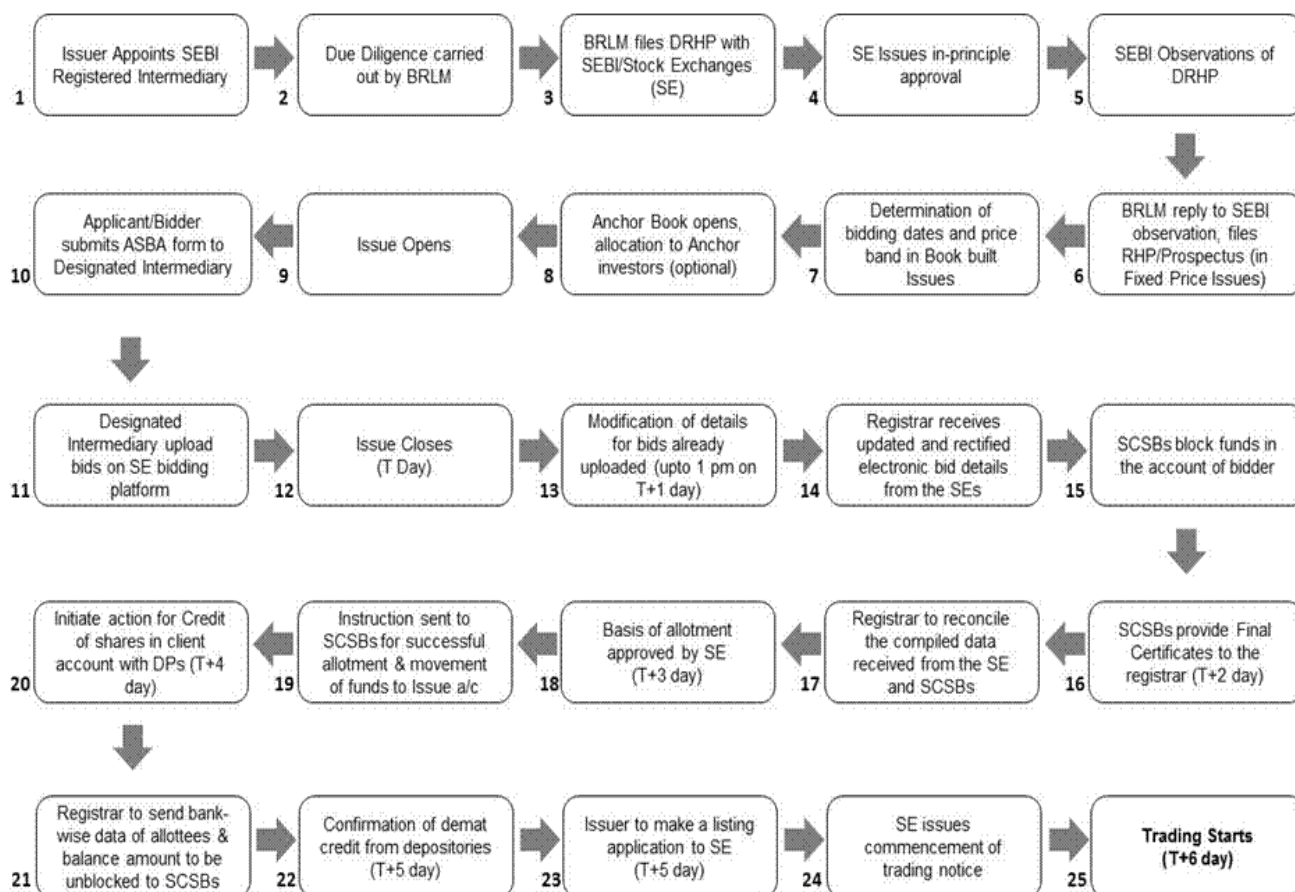 Issuer Appoints SEBI
Registered Intermediary
1
Due Diligence carried
out by BRLM
2
BRLM files DRHP with
SEBI/Stock Exchanges
(SE)
3
SE Issues in-principle
approval
4
SEBI Observations of
DRHP
5
BRLM reply to SEBI
observation, files
RHP/Prospectus (in
Fixed Price Issues)
6
Determination of
bidding dates and price
band in Book built
Issues
7
Anchor Book opens,
allocation to Anchor
investors (optional)
8
Issue Opens
9
Applicant/Bidder
submits ASBA form to
Designated Intermediary
10
Designated
Intermediary upload
bids on SE bidding
platform
11
Issue Closes
(T Day)
12
Modification of details
for bids already
uploaded (upto 1 pm on
T+1 day)
13
Registrar receives
updated and rectified
electronic bid details
from the SEs
14
SCSBs block funds in
the account of bidder
15
SCSBs provide Final
Certificates to the
registrar (T+2 day)
16
Registrar to reconcile
the compiled data
received from the SE
and SCSBs
17
Basis of allotment
approved by SE
(T+3 day)
18
Instruction sent to
SCSBs for successful
allotment & movement
of funds to Issue a/c
19
Initiate action for Credit
of shares in client
account with DPs (T+4
day)
20
Registrar to send bank-
wise data of allottees &
balance amount to be
unblocked to SCSBs
21
Confirmation of demat
credit from depositories
(T+5 day)
22
Issuer to make a listing
application to SE
(T+5 day)
23
SE issues
commencement of
trading notice
24
Trading Starts
(T+6 day)
25